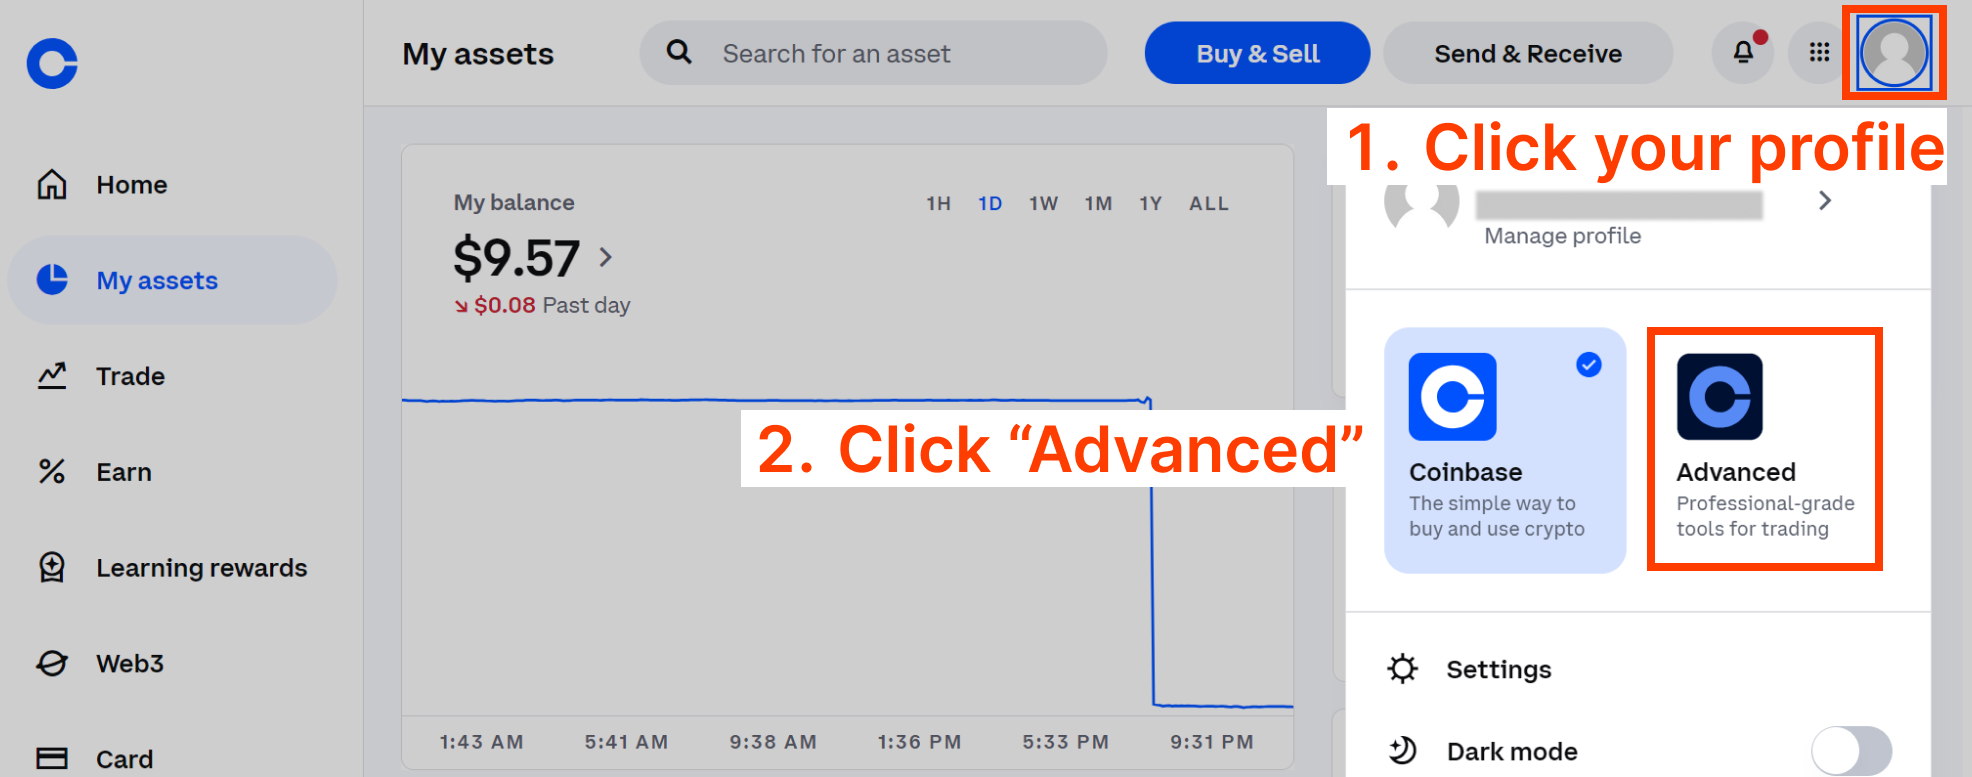 Home
My assets
Trade
Earn
Learning rewards
Web3
Card
My assets
Search for an asset
Buy & Sell
Send & Receive
1. Click your profile
Manage profile
My balance
1H 1D 1W 1M 1Y ALL
$9.57
$0.08 Past day
2. Click “Advanced”
1:43 AM 5:41 AM 9:38 AM 1:36 PM 5:33 PM 9:31 PM
Coinbase
The simple way to
buy and use crypto
Advanced
Professional-grade
tools for trading
Settings
Dark mode